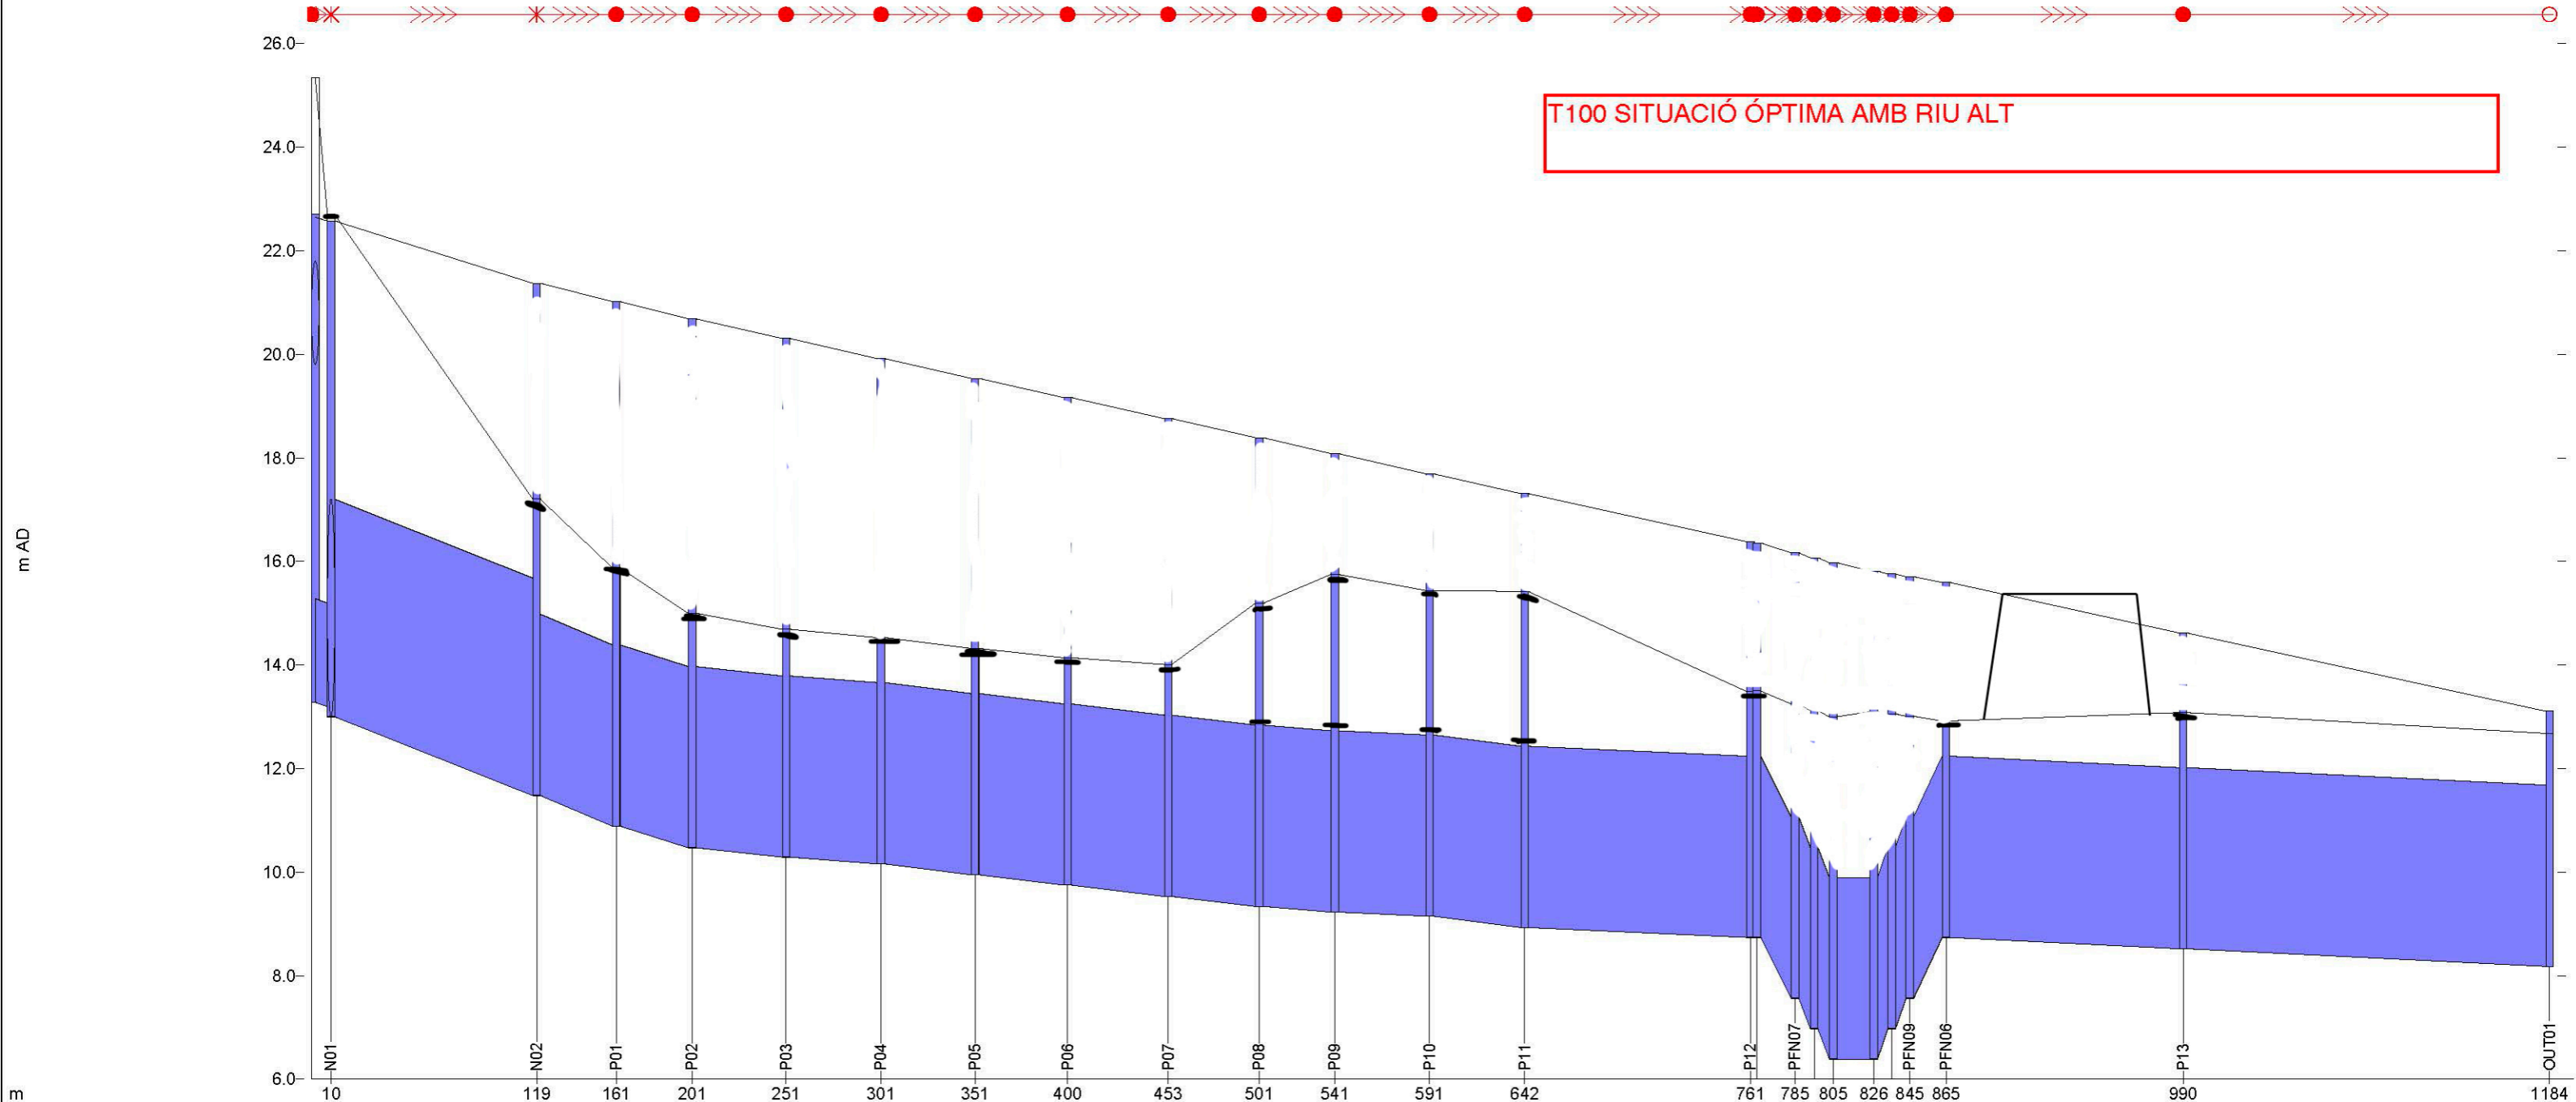 26.0
T100 SITUACIÓ ÓPTIMA AMB RIU ALT
24.0
22.0
20.0
18.0
m AD
16.0
14.0
12.0
10.0
8.0
6.0
N01
N02
P01
P02
P03
P04
P05
P06
P07
P08
P09
P10
P11
P12
PFN07
PFN09
PFN06
P13
OUT01
m 10 119 161 201 251 301 351 400 453 501 541 591 642 761 785 805 826 845 865 990 1184